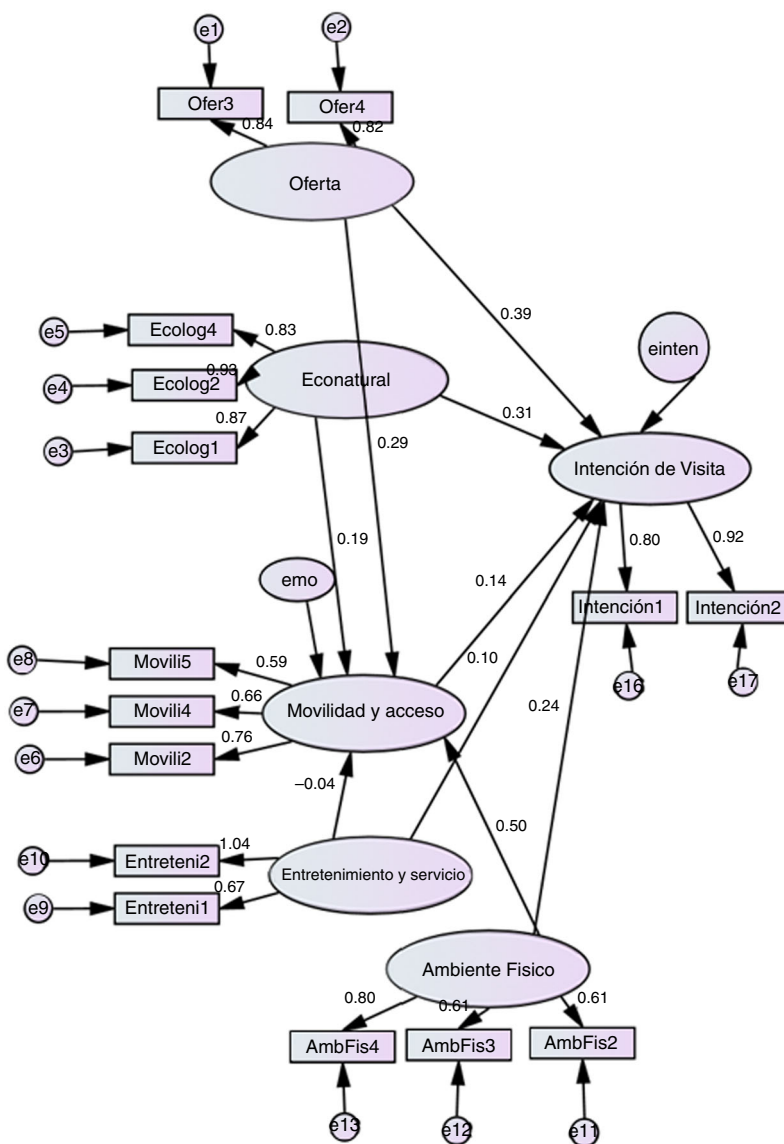 e1
e2
Ofer3
Ofer4
0.84
0.82
Oferta
0.39
e5
Ecolog4
0.83
einten
e4
Ecolog2
0.93
Econatural
0.87
0.31
e3
Ecolog1
0.29
Intención de Visita
0.19
0.80
0.92
emo
0.14
Intención1
Intención2
e8
Movili5
0.59
0.10
e16
e17
e7
Movili4
0.66
Movilidad y acceso
0.24
0.76
e6
Movili2
–0.04
0.50
1.04
e10
Entreteni2
Entretenimiento y servicio
0.67
e9
Entreteni1
Ambiente Fisico
0.80
0.61
0.61
AmbFis4
AmbFis3
AmbFis2
e13
e12
e11